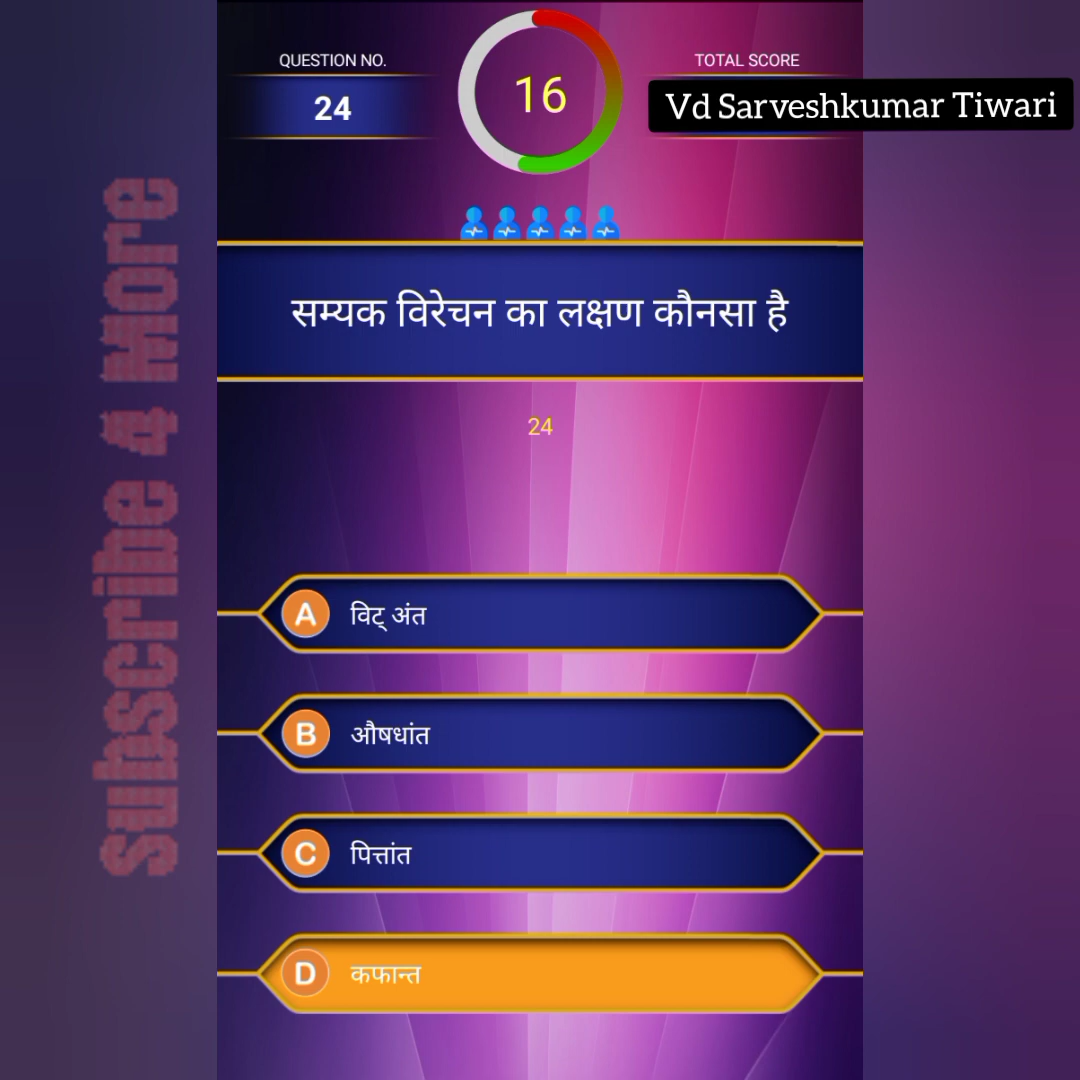 QUESTION NO.
24
16
TOTAL SCORE
Vd Sarveshkumar Tiwari
सम्यक विरेचन का लक्षण कौनसा है
24
A विट् अंत
B औषधांत
C पित्तांत
D कफान्त
Subscribe 4 More